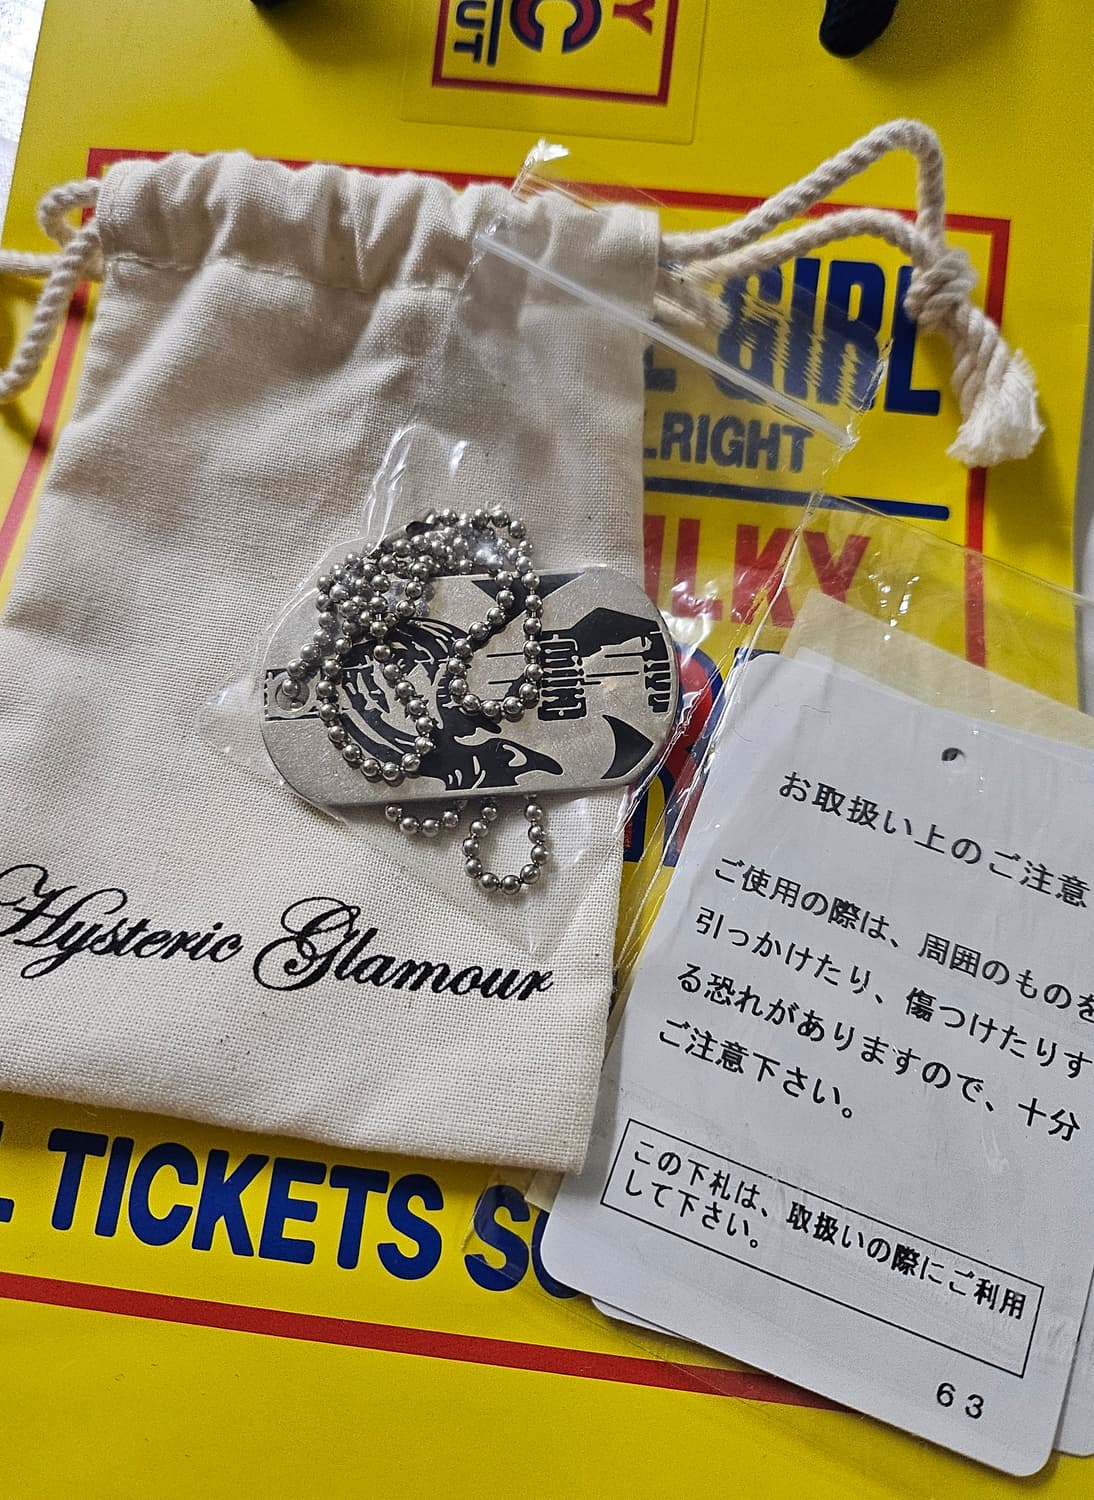 Y
C
UT
GIRL
LRIGHT
ILKY
Hysteric Glamour
L TICKETS SO
お取扱い上のご注意
ご使用の際は、周囲のものを
引っかけたり、傷つけたりす
る恐れがありますので、十分
ご注意下さい。
この下札は、取扱いの際にご利用
して下さい。
63